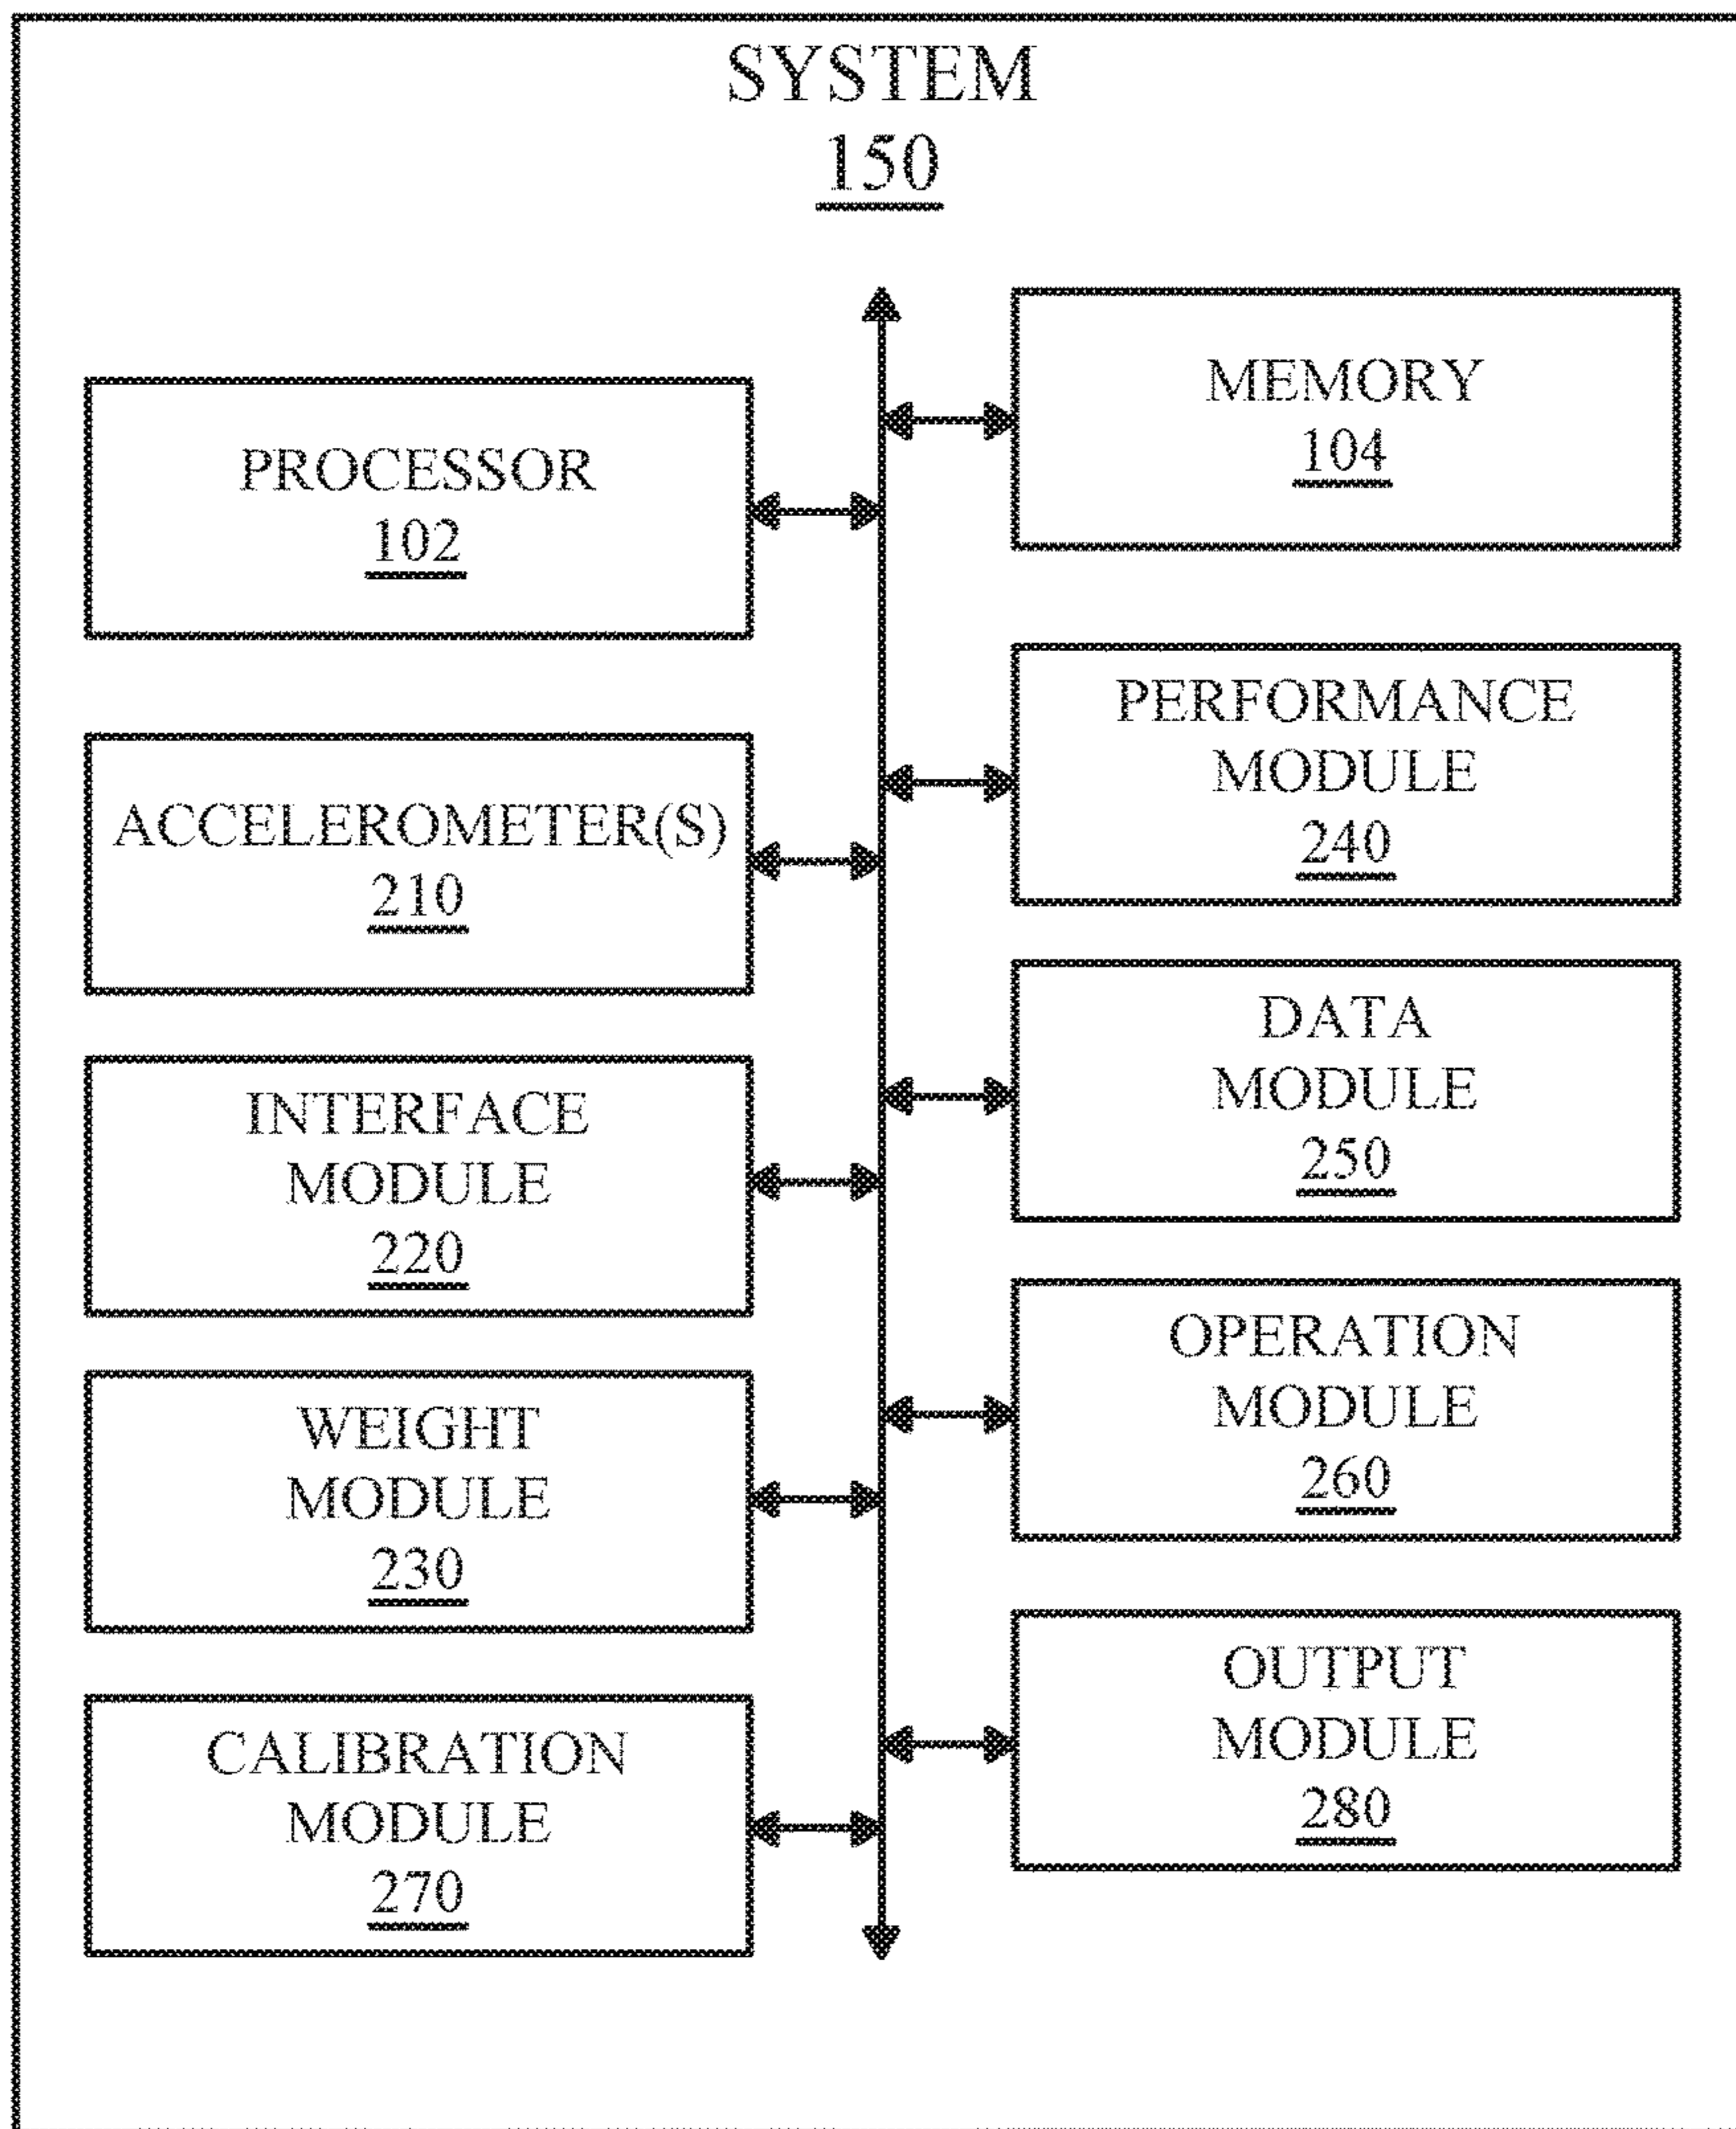 SYSTEM
150
PROCESSOR
102
ACCELEROMETER(S)
210
INTERFACE
MODULE
220
WEIGHT
MODULE
230
CALIBRATION
MODULE
270
MEMORY
104
PERFORMANCE
MODULE
240
DATA
MODULE
250
OPERATION
MODULE
260
OUTPUT
MODULE
280